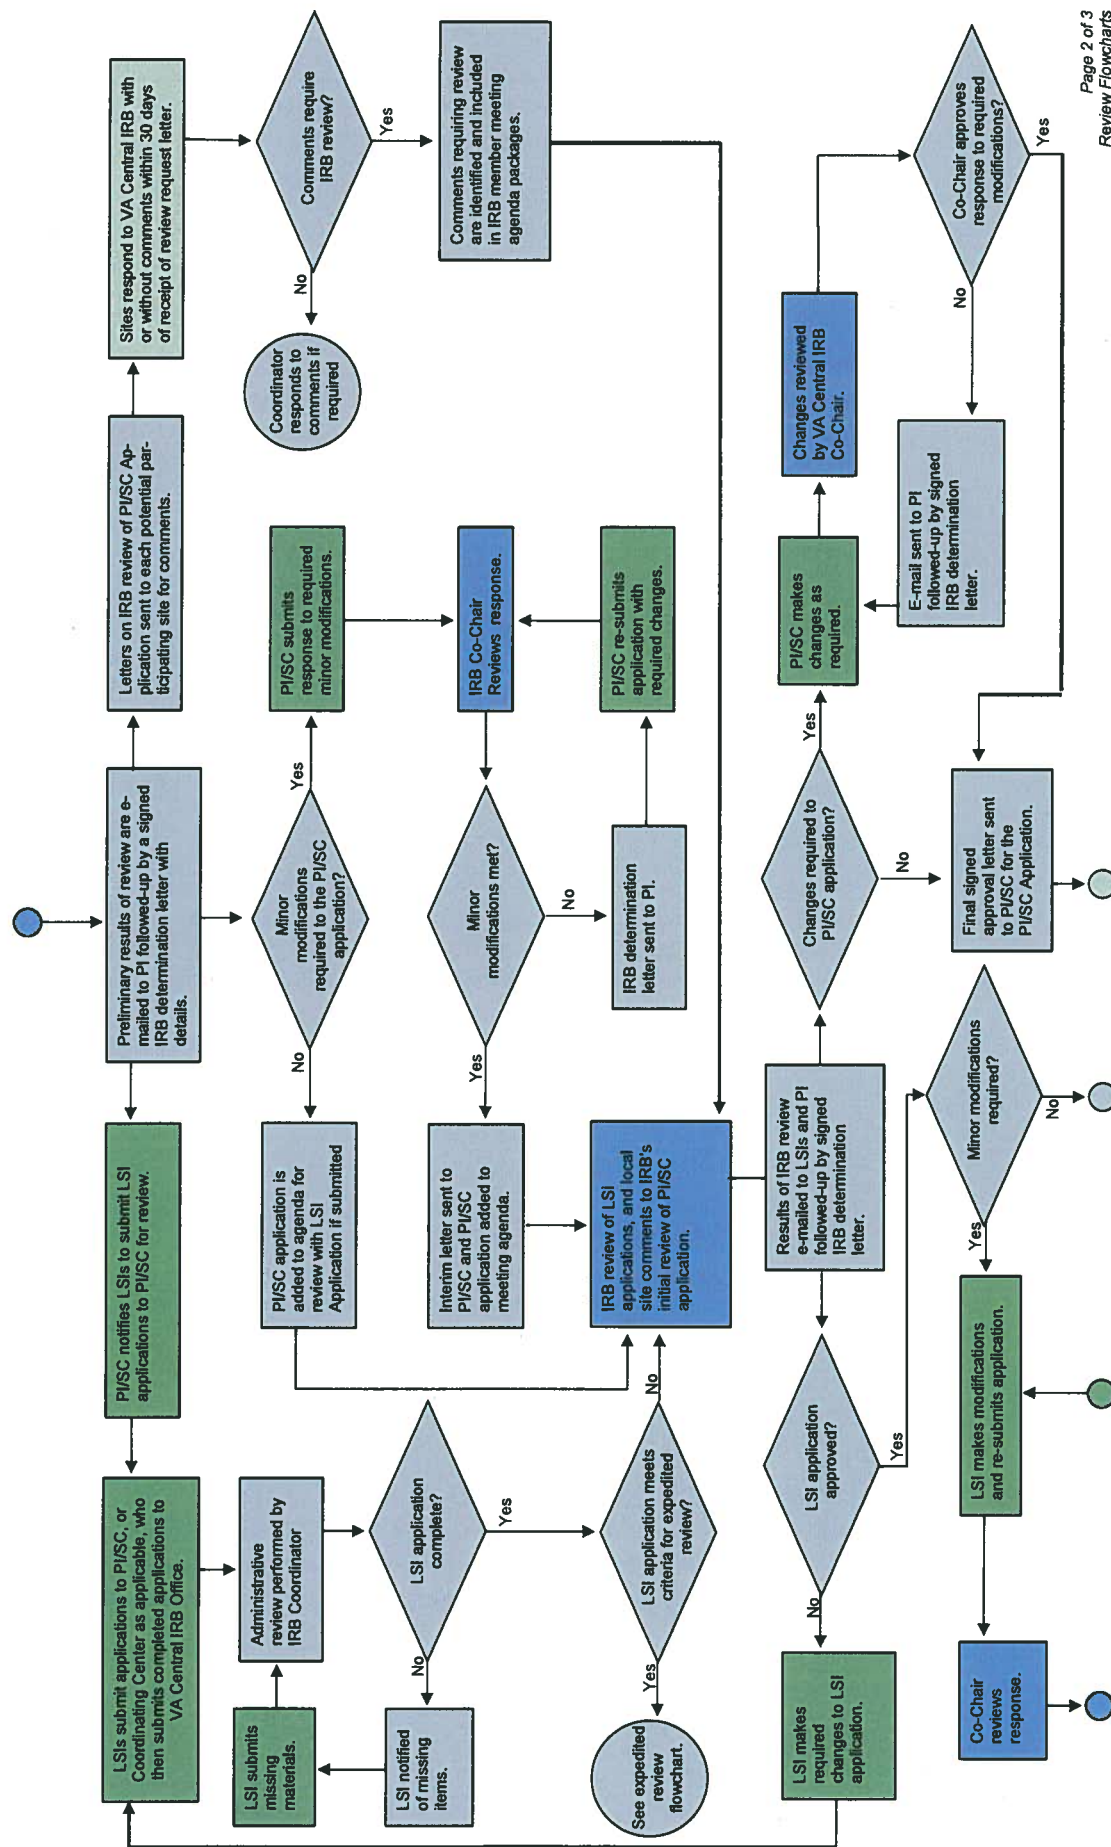 LSIs submit applications to PI/SC, or
Coordinating Center as applicable, who
then submits completed applications to
VA Central IRB Office.
PI/SC notifies LSIs to submit LSI
applications to PI/SC for review.
Preliminary results of review are e-
mailed to PI followed-up by a signed
IRB determination letter with
details.
Letters on IRB review of PI/SC Ap-
plication sent to each potential par-
ticipating site for comments.
Sites respond to VA Central IRB with
or without comments within 30 days
of receipt of review request letter.
LSI submits
missing
materials.
Administrative
review performed by
IRB Coordinator
PI/SC application is
added to agenda for
review with LSI
Application if submitted
No
Minor
modifications
required to the PI/SC
application?
Yes
PI/SC submits
response to required
minor modifications.
Coordinator
responds to
comments if
required
No
Comments require
IRB review?
Yes
LSI notified
of missing
items.
No
LSI application
complete?
Yes
Interim letter sent to
PI/SC and PI/SC
application added to
meeting agenda.
Yes
Minor
modifications met?
No
IRB Co-Chair
Reviews response.
Comments requiring review
are identified and included
in IRB member meeting
agenda packages.
See expedited
review
flowchart.
Yes
LSI application meets
criteria for expedited
review?
No
IRB review of LSI
applications, and local
site comments to IRB's
initial review of PI/SC
application.
IRB determination
letter sent to PI.
PI/SC re-submits
application with
required changes.
LSI makes
required
changes to LSI
application.
No
LSI application
approved?
Yes
Results of IRB review
e-mailed to LSIs and PI
followed-up by signed
IRB determination
letter.
Changes required to
PI/SC application?
Yes
No
PI/SC makes
changes as
required.
Changes reviewed
by VA Central IRB
Co-Chair.
E-mail sent to PI
followed-up by signed
IRB determination
letter.
No
Co-Chair approves
response to required
modifications?
Yes
Co-Chair
reviews
response.
LSI makes modifications
and re-submits application.
Yes
Minor modifications
required?
No
Final signed
approval letter sent
to PI/SC for the
PI/SC Application.
Page 2 of 3
Review Flowcharts